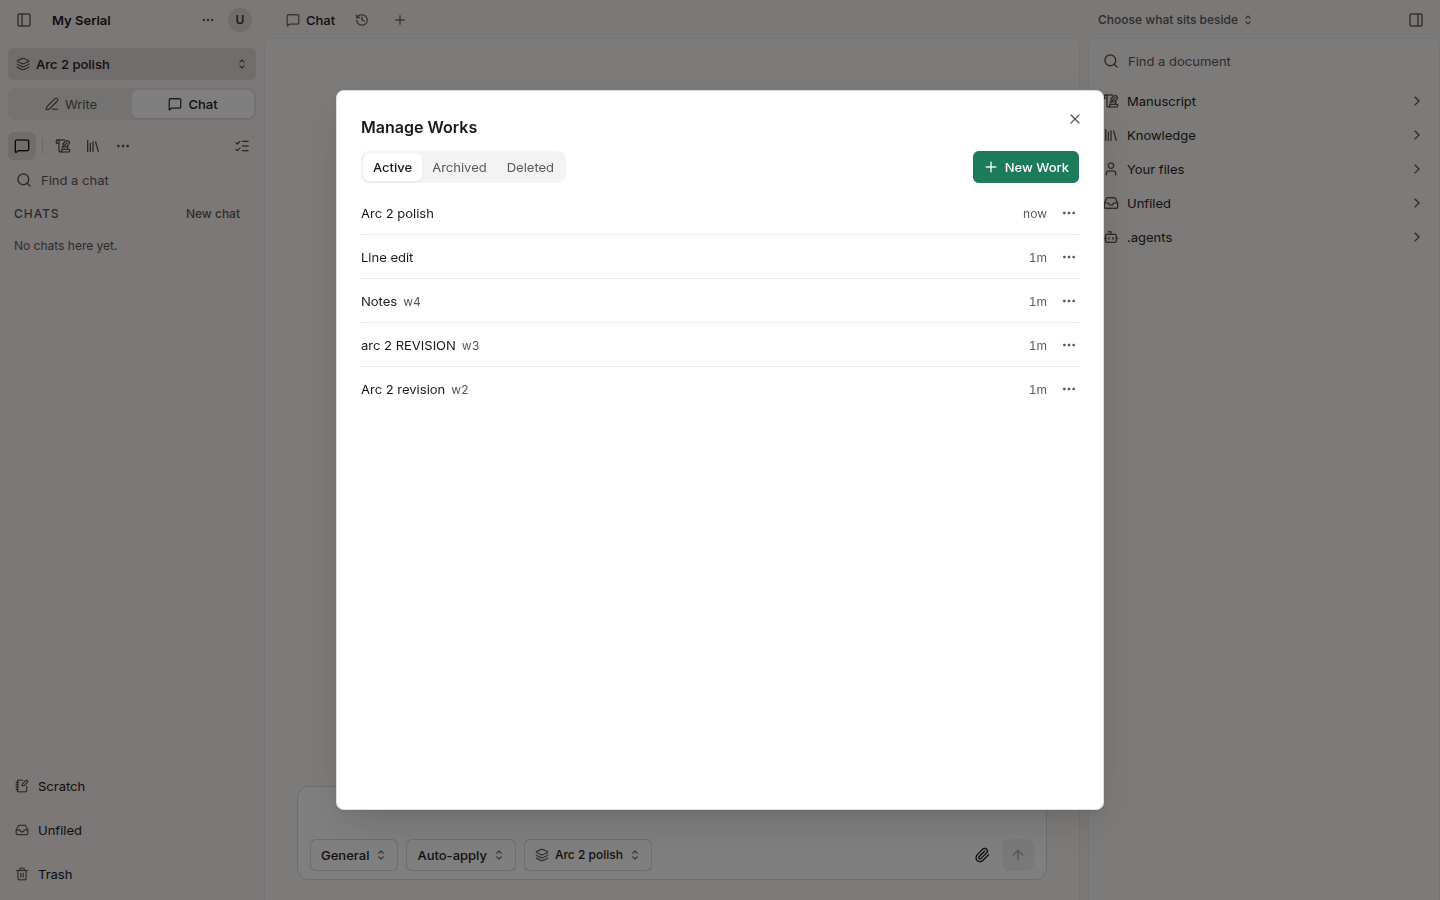 My Serial
U
Chat
Choose what sits beside
Arc 2 polish
Write
Chat
Find a chat
CHATS
New chat
No chats here yet.
Scratch
Unfiled
Trash
Manage Works
Active
Archived
Deleted
New Work
Arc 2 polish
now
Line edit
1m
Notes w4
1m
arc 2 REVISION w3
1m
Arc 2 revision w2
1m
General
Auto-apply
Arc 2 polish
Find a document
Manuscript
Knowledge
Your files
Unfiled
.agents